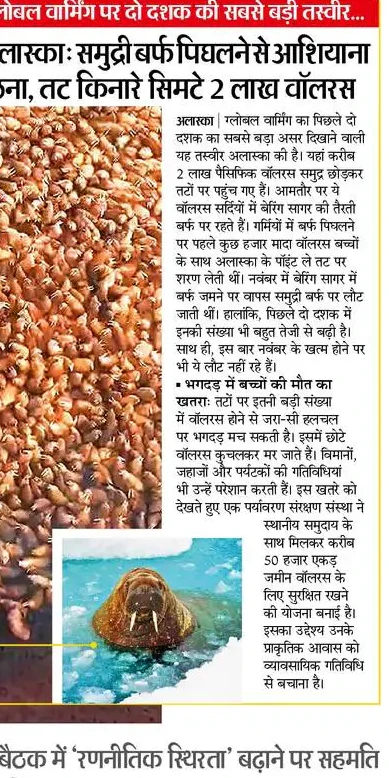 लोबल वार्मिंग पर दो दशक की सबसे बड़ी तस्वीर...
लास्काः समुद्री बर्फ पिघलने से आशियाना
ना, तट किनारे सिमटे 2 लाख वॉलरस
अलास्का | ग्लोबल वार्मिंग का पिछले दो
दशक का सबसे बड़ा असर दिखाने वाली
यह तस्वीर अलास्का की है। यहां करीब
2 लाख पैसिफिक वॉलरस समुद्र छोड़कर
तटों पर पहुंच गए हैं। आमतौर पर ये
वॉलरस सर्दियों में बेरिंग सागर की तैरती
बर्फ पर रहते हैं। गर्मियों में बर्फ पिघलने
पर पहले कुछ हजार मादा वॉलरस बच्चों
के साथ अलास्का के पॉइंट ले तट पर
शरण लेती थीं। नवंबर में बेरिंग सागर में
बर्फ जमने पर वापस समुद्री बर्फ पर लौट
जाती थीं। हालांकि, पिछले दो दशक में
इनकी संख्या भी बहुत तेजी से बढ़ी है।
साथ ही, इस बार नवंबर के खत्म होने पर
भी ये लौट नहीं रहे हैं।
▪ भगदड़ में बच्चों की मौत का
खतराः तटों पर इतनी बड़ी संख्या
में वॉलरस होने से जरा-सी हलचल
पर भगदड़ मच सकती है। इसमें छोटे
वॉलरस कुचलकर मर जाते हैं। विमानों,
जहाजों और पर्यटकों की गतिविधियां
भी उन्हें परेशान करती हैं। इस खतरे को
देखते हुए एक पर्यावरण संरक्षण संस्था ने
स्थानीय समुदाय के
साथ मिलकर करीब
50 हजार एकड़
जमीन वॉलरस के
लिए सुरक्षित रखने
की योजना बनाई है।
इसका उद्देश्य उनके
प्राकृतिक आवास को
व्यावसायिक गतिविधि
से बचाना है।
बैठक में 'रणनीतिक स्थिरता' बढ़ाने पर सहमति